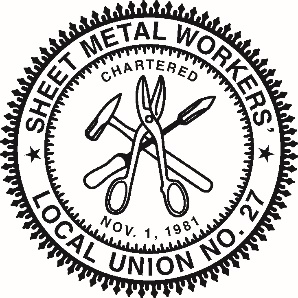 SHEET METAL WORKERS'
CHARTERED
NOV. 1, 1981
LOCAL UNION NO. 27